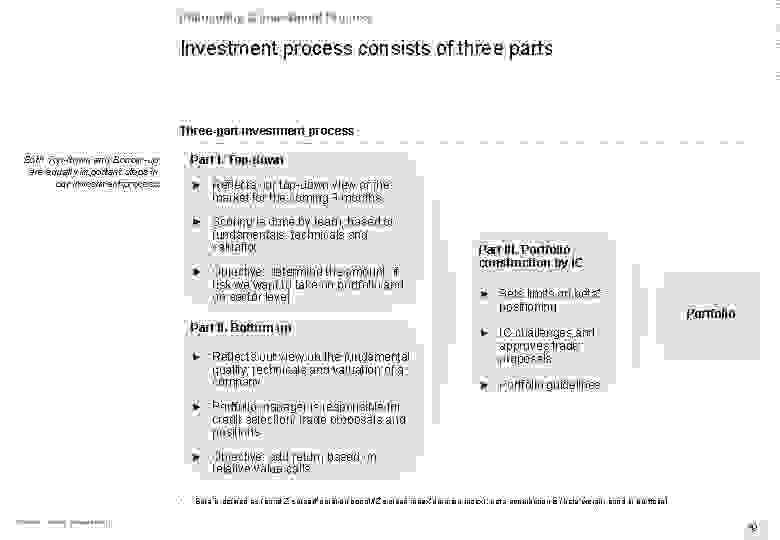 Philosophy & Investment Process
Investment process consists of three parts
Three-part investment process
Both Top-down and Bottom-up
are equally important steps in
our investment process
Part I. Top-down
► Reflects our top-down view of the
market for the coming 3 months
► Scoring is done by team, based to
fundamentals, technicals and
valuation
► Objective: determine the amount of
risk we want to take on portfolio and
on sector level
Part II. Bottom up
► Reflects our view on the fundamental
quality, technicals and valuation of a
company
► Portfolio manager is responsible for
credit selection/ trade proposals and
positions
► Objective: add return based on
relative value calls
Part III. Portfolio
construction by IC
► Sets limits on beta*
positioning
► IC challenges and
approves trade
proposals
► Portfolio guidelines
Portfolio